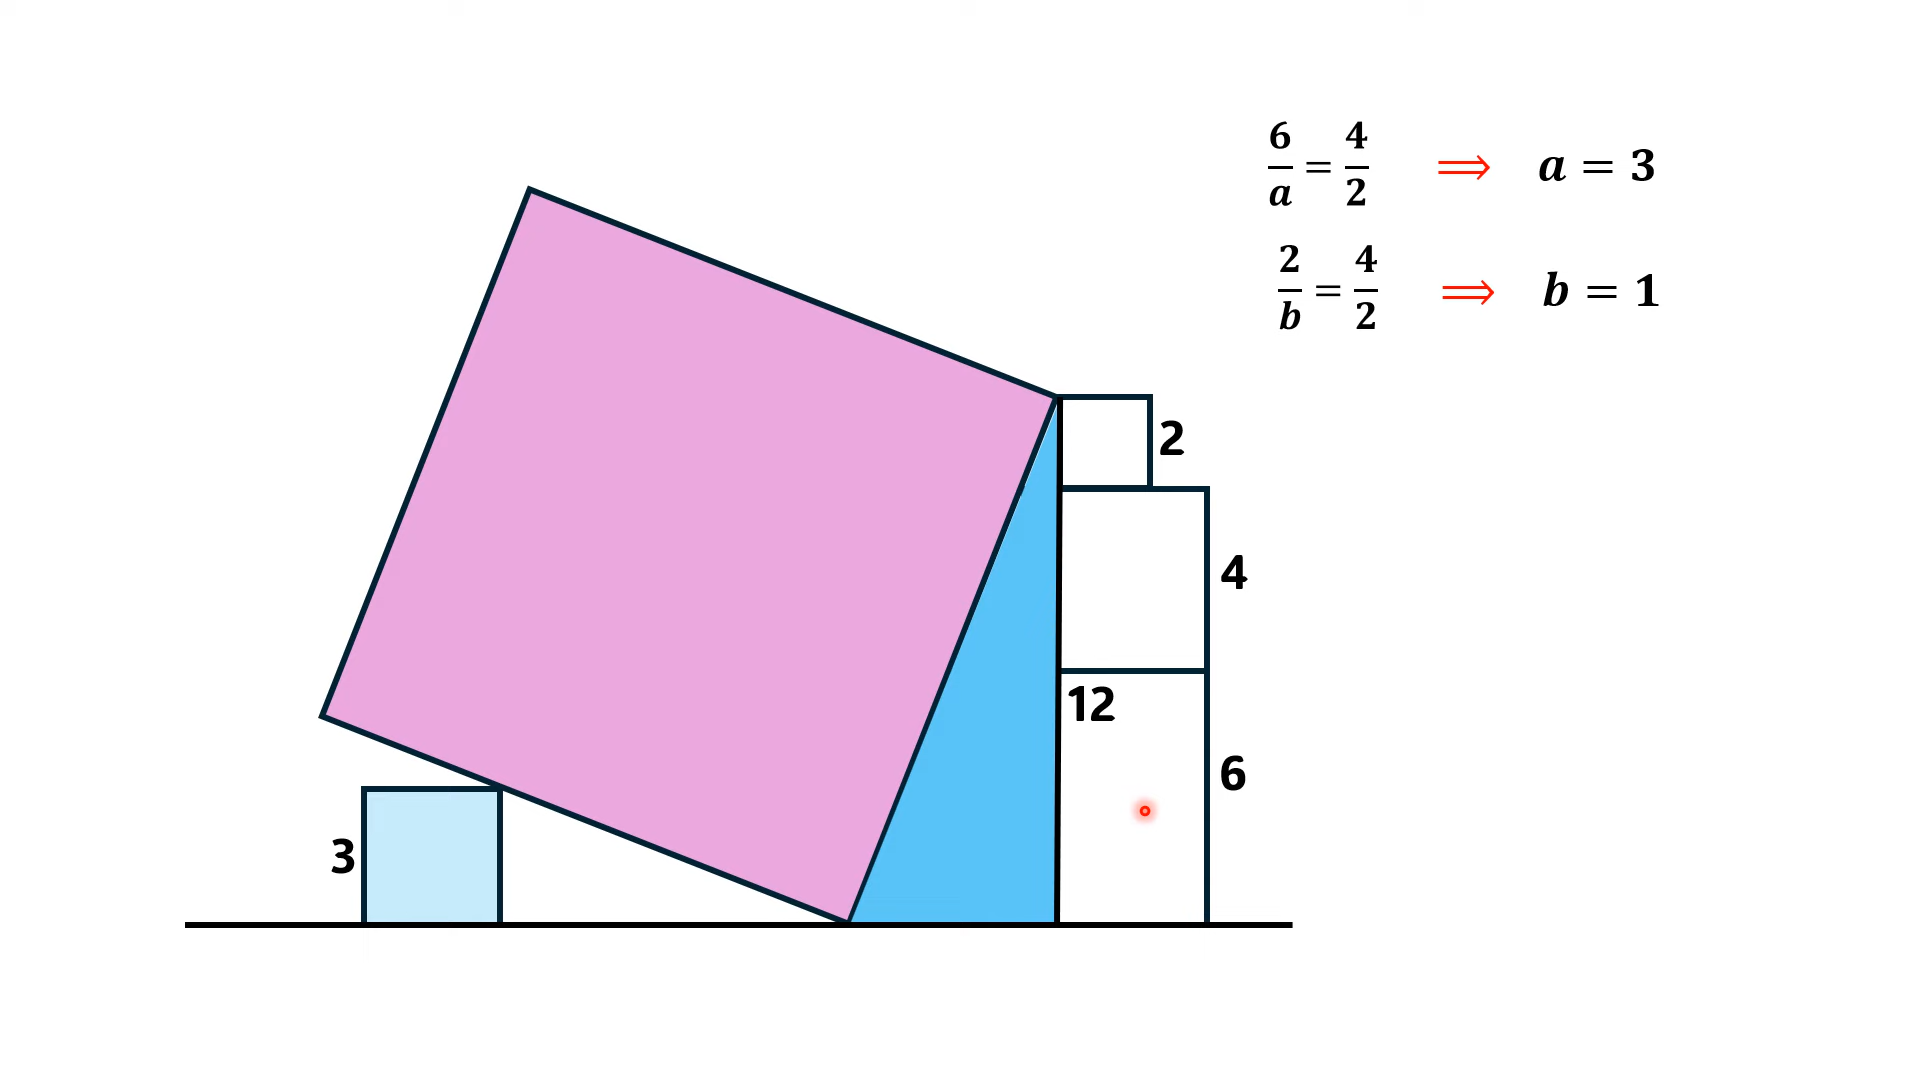 6/a = 4/2 ⟹ a = 3
2/b = 4/2 ⟹ b = 1
2
4
12
6
3